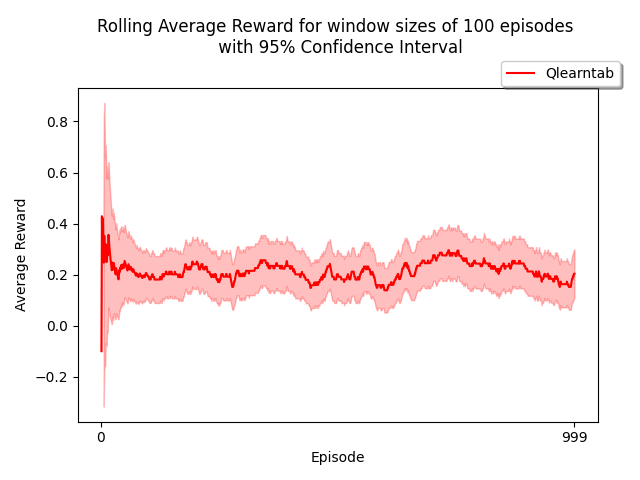 Rolling Average Reward for window sizes of 100 episodes
with 95% Confidence Interval
Qlearntab
0.8
0.6
0.4
0.2
0.0
−0.2
Average Reward
0 999
Episode